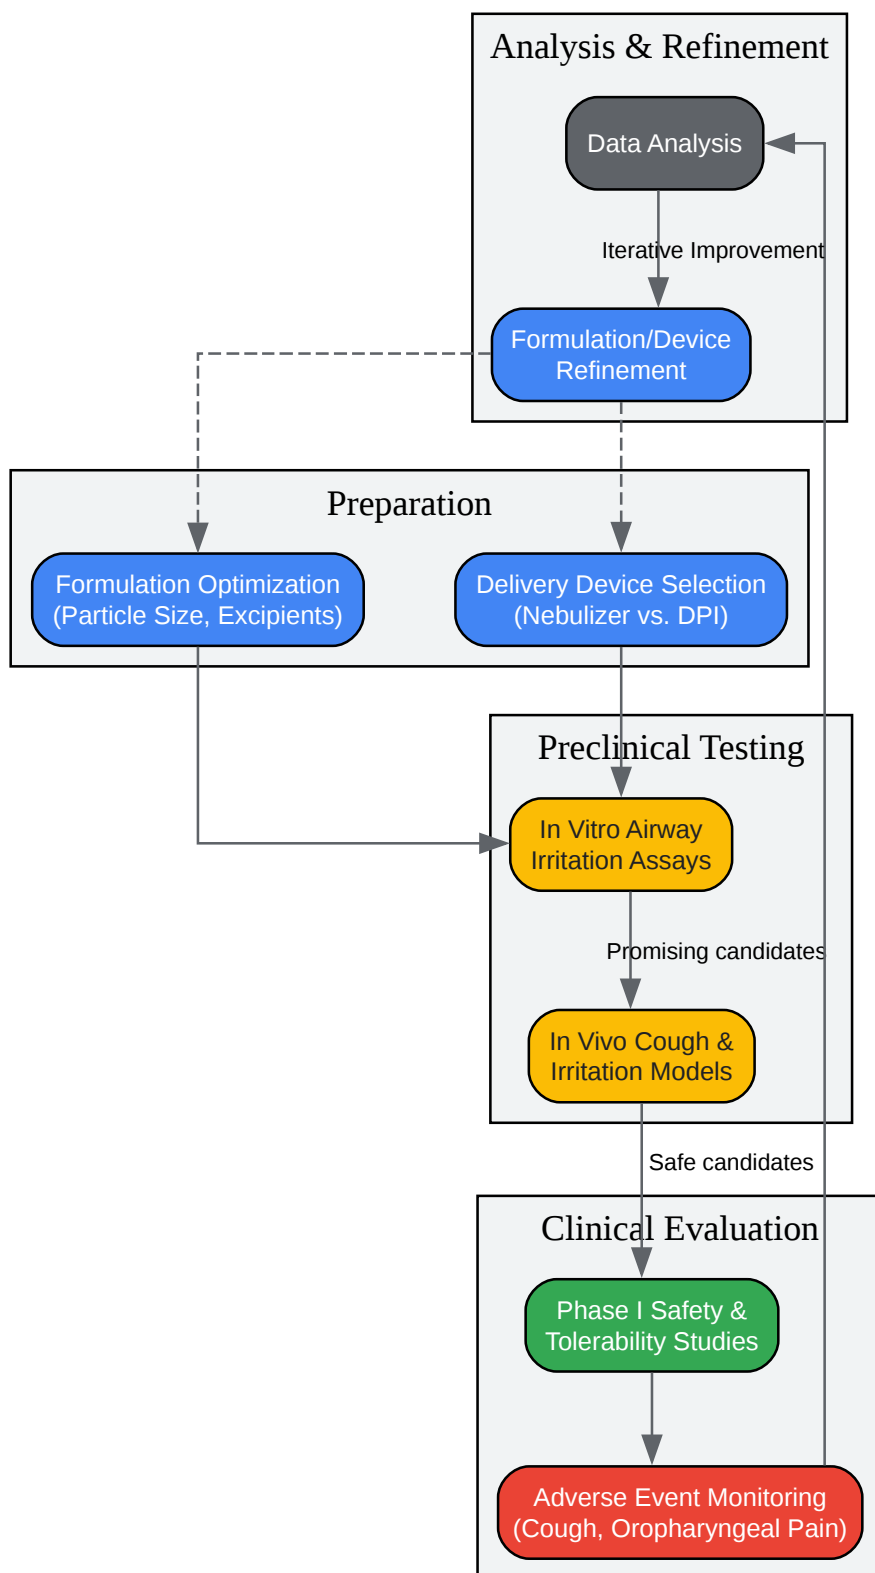 Analysis & Refinement
Data Analysis
Iterative Improvement
Formulation/Device
Refinement
Preparation
Formulation Optimization
(Particle Size, Excipients)
Delivery Device Selection
(Nebulizer vs. DPI)
Preclinical Testing
In Vitro Airway
Irritation Assays
Promising candidates
In Vivo Cough &
Irritation Models
Safe candidates
Clinical Evaluation
Phase I Safety &
Tolerability Studies
Adverse Event Monitoring
(Cough, Oropharyngeal Pain)